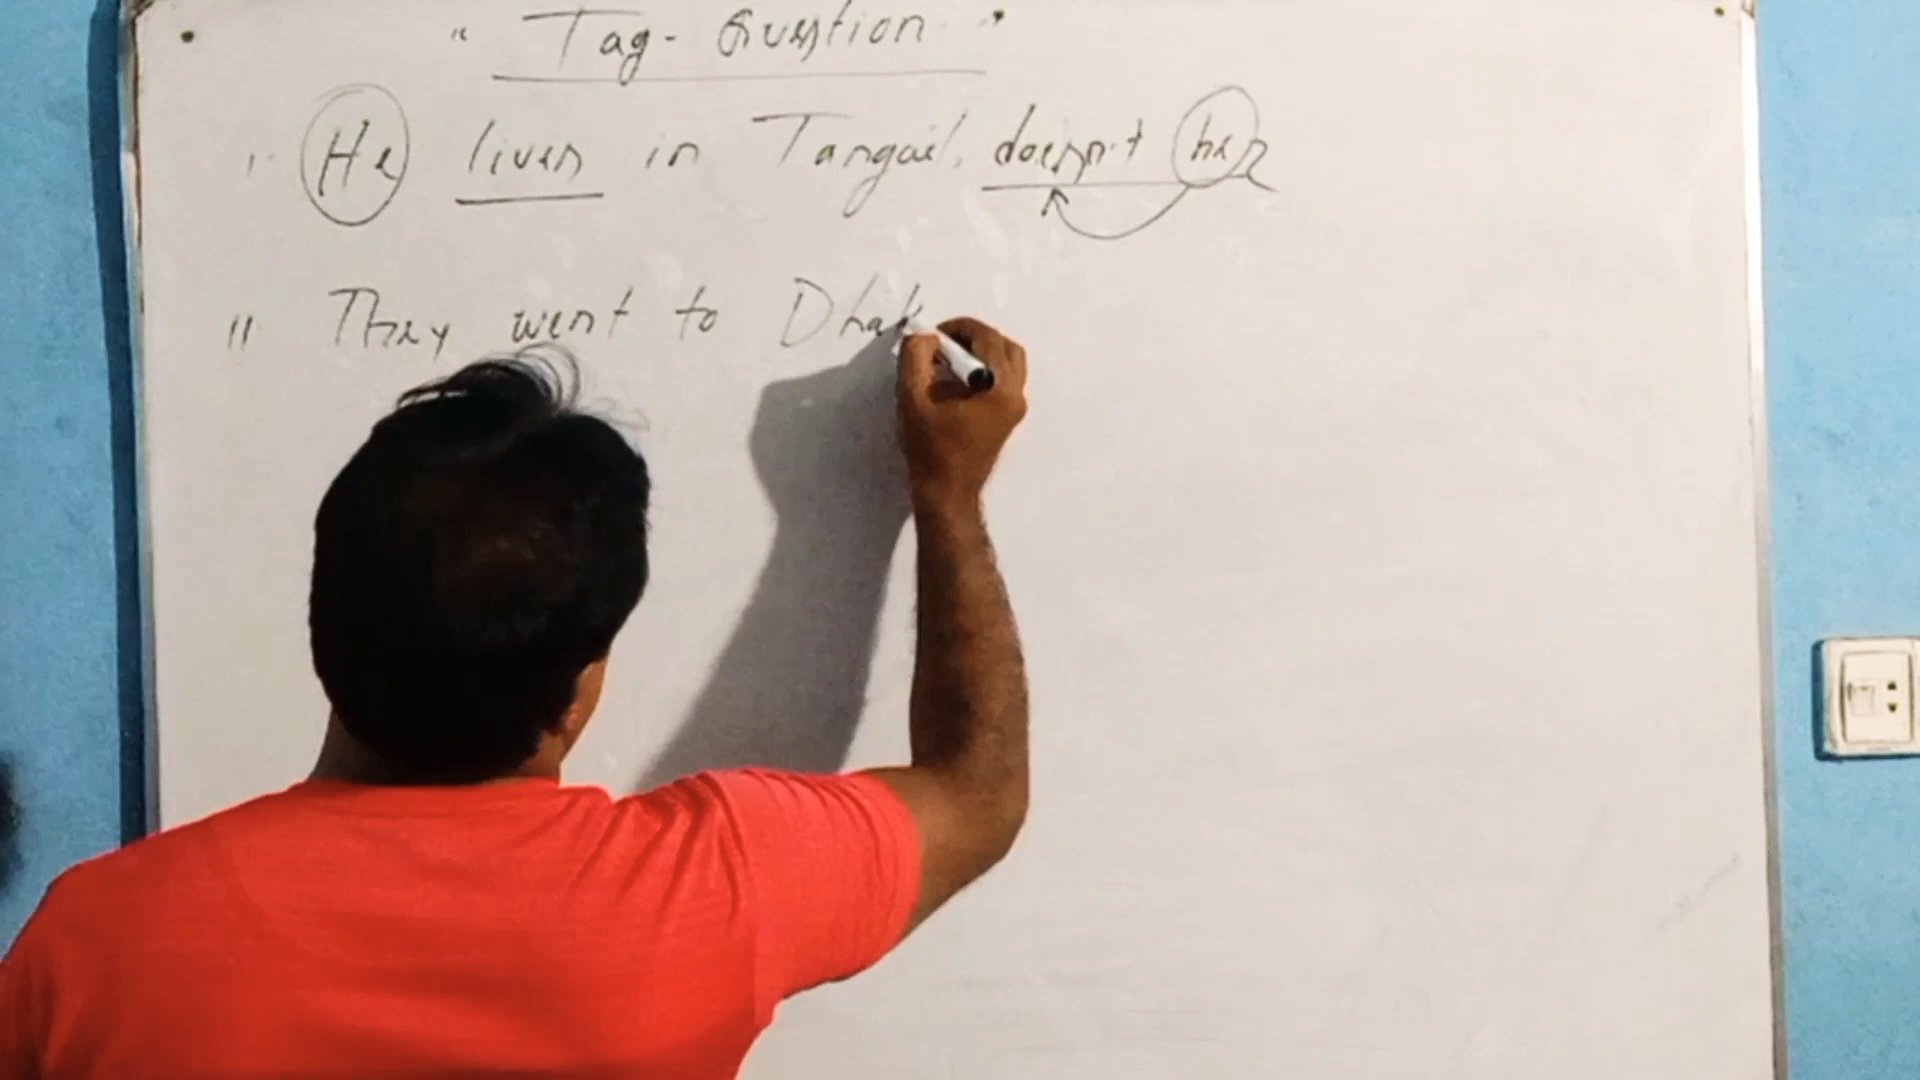 " Tag-Question "
i. He lives in Tangail, doesn't he?
ii. They went to Dhak